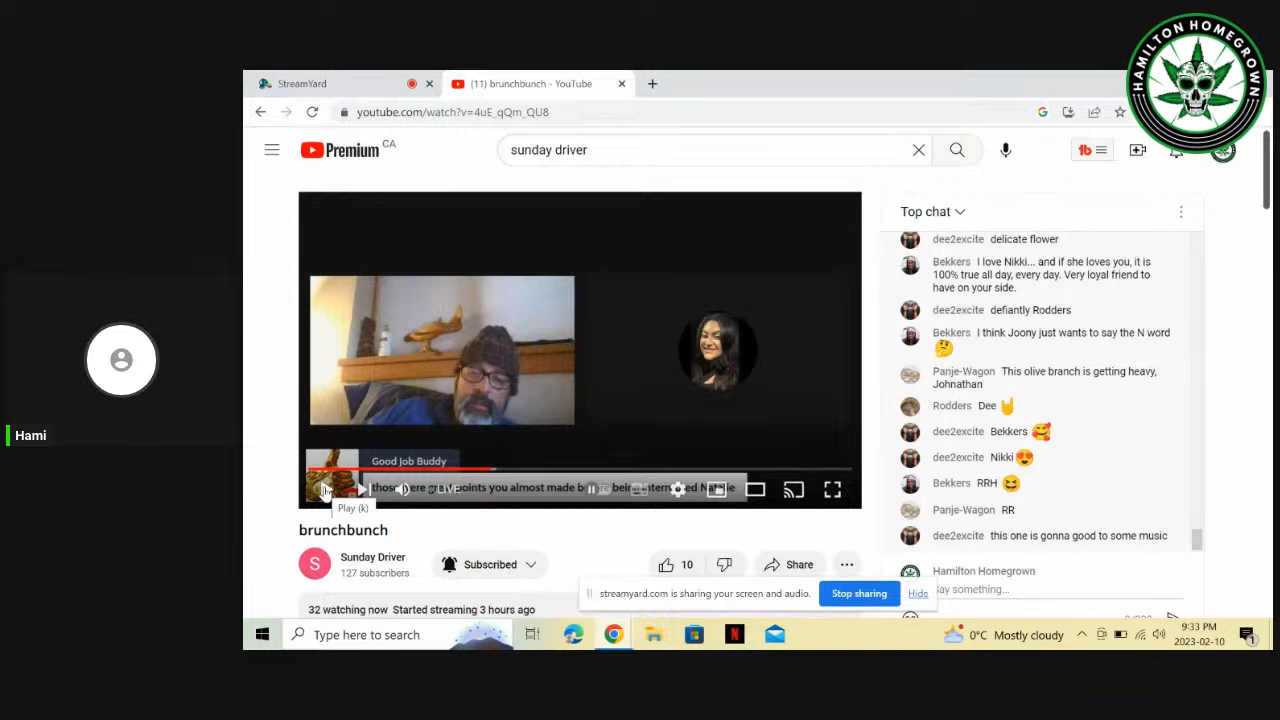 HAMILTON HOMEGROWN
StreamYard
(11) brunchbunch - YouTube
youtube.com/watch?v=4uE_qQm_QU8
Premium CA
sunday driver
Top chat
dee2excite delicate flower
Bekkers I love Nikki... and if she loves you, it is
100% true all day, every day. Very loyal friend to
have on your side.
dee2excite defiantly Rodders
Bekkers I think Joony just wants to say the N word
Panje-Wagon This olive branch is getting heavy,
Johnathan
Rodders Dee
dee2excite Bekkers
dee2excite Nikki
Bekkers RRH
Panje-Wagon RR
dee2excite this one is gonna good to some music
Hamilton Homegrown
Say something...
Hami
Good Job Buddy
LIVE
points you almost made
being
Play (k)
brunchbunch
S
Sunday Driver
127 subscribers
Subscribed
10
Share
32 watching now Started streaming 3 hours ago
streamyard.com is sharing your screen and audio.
Stop sharing
Hide
Type here to search
N
0°C Mostly cloudy
9:33 PM
2023-02-10
1